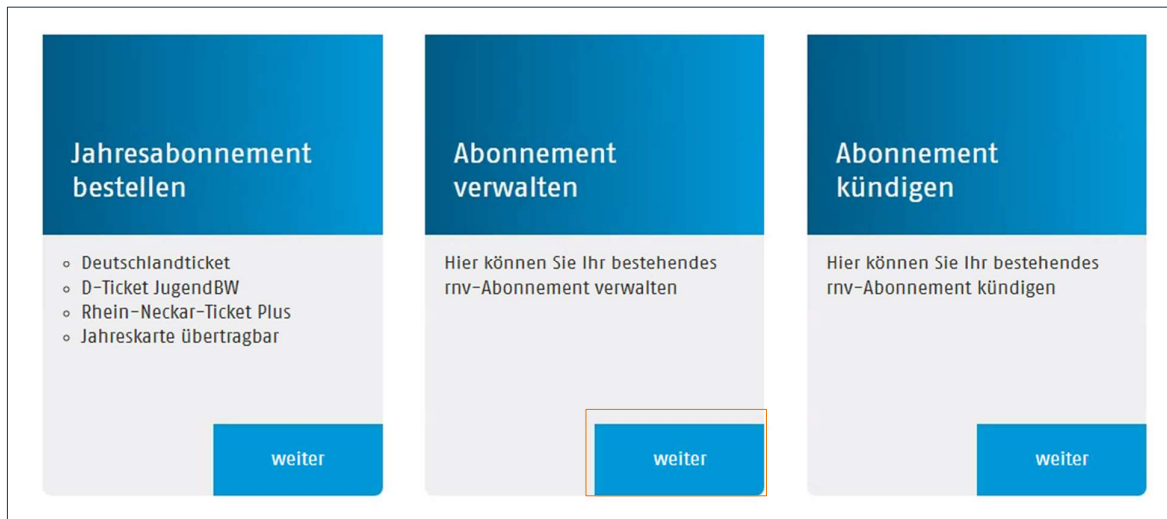 Jahresabonnement
bestellen
Deutschlandticket
D-Ticket JugendBW
Rhein-Neckar-Ticket Plus
Jahreskarte übertragbar
weiter
Abonnement
verwalten
Hier können Sie Ihr bestehendes
rnv-Abonnement verwalten
weiter
Abonnement
kündigen
Hier können Sie Ihr bestehendes
rnv-Abonnement kündigen
weiter